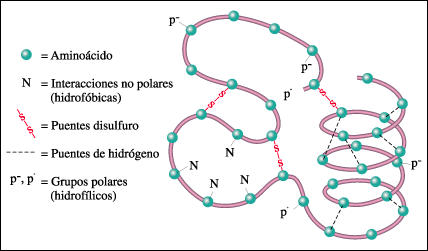 = Aminoácido
N = Interacciones no polares
(hidrofóbicas)
S
S
= Puentes disulfuro
= Puentes de hidrógeno
p-, p· = Grupos polares
(hidrofílicos)
p-
p-
p·
S
S
S
S
S
S
N
N
N
N
p-
p·